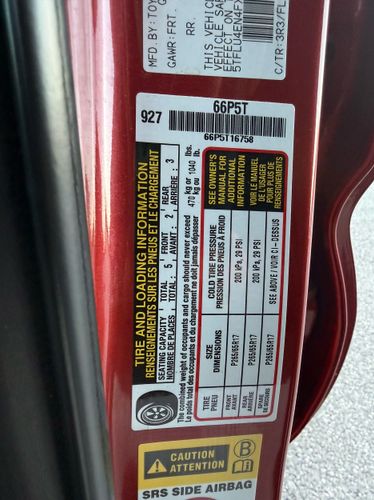 MFD.BY: TOY
GAWR: FRT.
RR.
THIS VEHICLE
VEHICLE SA
EFFECT ON
C/TR: 3R3/FL
927
66P5T
66P5T16758
TIRE AND LOADING INFORMATION
RENSEIGNEMENTS SUR LES PNEUS ET LE CHARGEMENT
SEATING CAPACITY : TOTAL : 5 FRONT : 2 REAR : 3
NOMBRE DE PLACES : TOTAL : 5 AVANT : 2 ARRIÈRE : 3
The combined weight of occupants and cargo should never exceed 470 kg or 1040 lbs.
Le poids total des occupants et du chargement ne doit jamais dépasser 470 kg ou
TIRE
PNEU
SIZE
DIMENSIONS
COLD TIRE PRESSURE
PRESSION DES PNEUS À FROID
FRONT
AVANT
P265/65R17
200 kPa, 29 PSI
REAR
ARRIÈRE
P265/65R17
200 kPa, 29 PSI
SPARE
DE SECOURS
P265/65R17
SEE ABOVE / VOIR CI-DESSUS
SEE OWNER'S
MANUAL FOR
ADDITIONAL
INFORMATION
VOIR LE MANUEL
DE L'USAGER
POUR PLUS DE
RENSEIGNEMENTS
CAUTION
ATTENTION
B
SRS SIDE AIRBAG